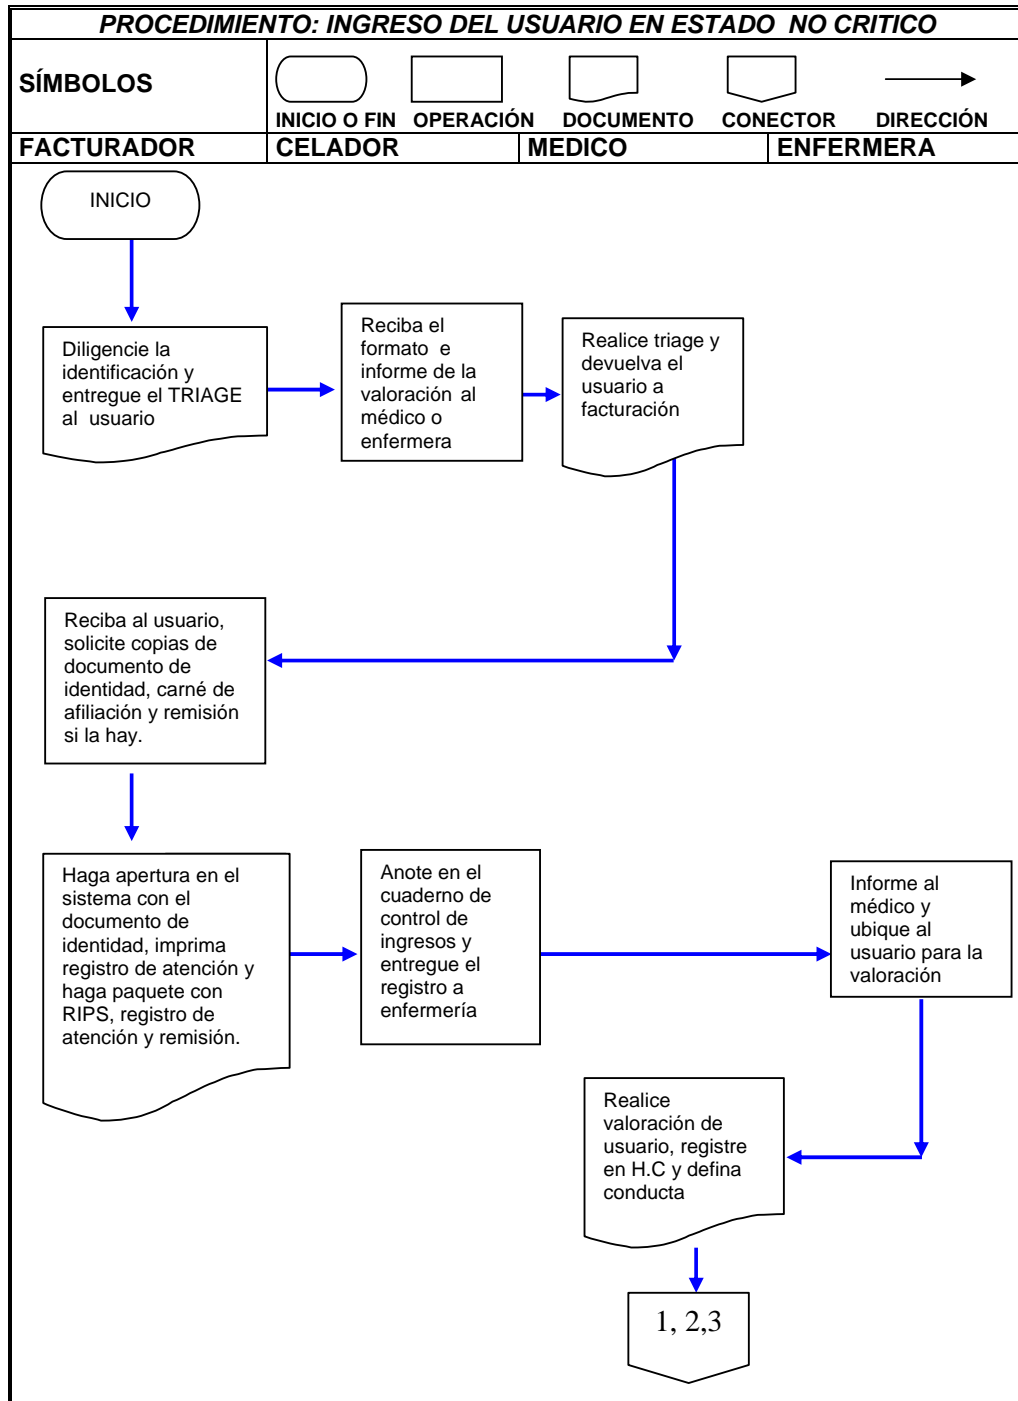 PROCEDIMIENTO: INGRESO DEL USUARIO EN ESTADO NO CRITICO
SÍMBOLOS
INICIO O FIN OPERACIÓN DOCUMENTO CONECTOR DIRECCIÓN
FACTURADOR CELADOR MEDICO ENFERMERA
INICIO
Diligencie la
identificación y
entregue el TRIAGE
al usuario
Reciba el
formato e
informe de la
valoración al
médico o
enfermera
Realice triage y
devuelva el
usuario a
facturación
Reciba al usuario,
solicite copias de
documento de
identidad, carné de
afiliación y remisión
si la hay.
Haga apertura en el
sistema con el
documento de
identidad, imprima
registro de atención y
haga paquete con
RIPS, registro de
atención y remisión.
Anote en el
cuaderno de
control de
ingresos y
entregue el
registro a
enfermería
Informe al
médico y
ubique al
usuario para la
valoración
Realice
valoración de
usuario, registre
en H.C y defina
conducta
1, 2,3